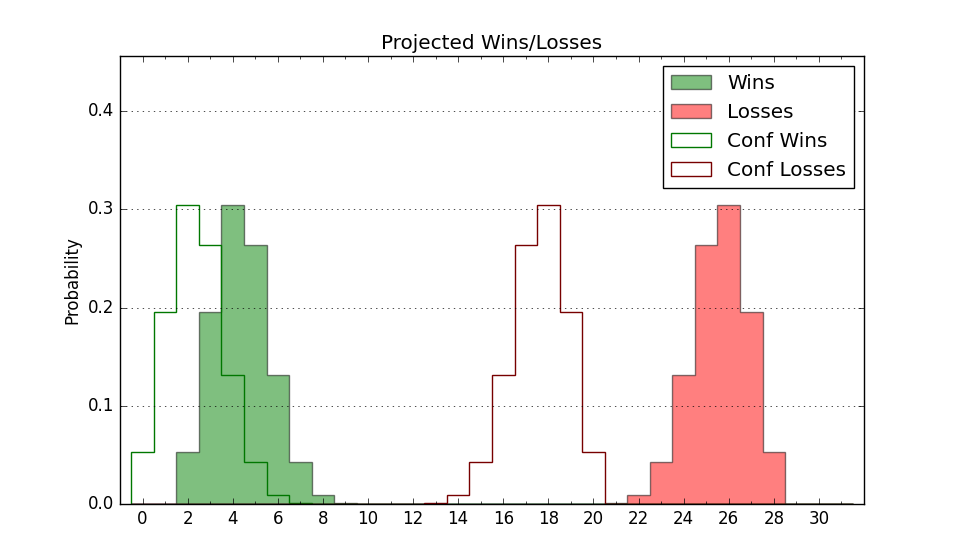 Projected Wins/Losses
Wins
Losses
Conf Wins
Conf Losses
Probability
0.4
0.3
0.2
0.1
0.0
0 2 4 6 8 10 12 14 16 18 20 22 24 26 28 30